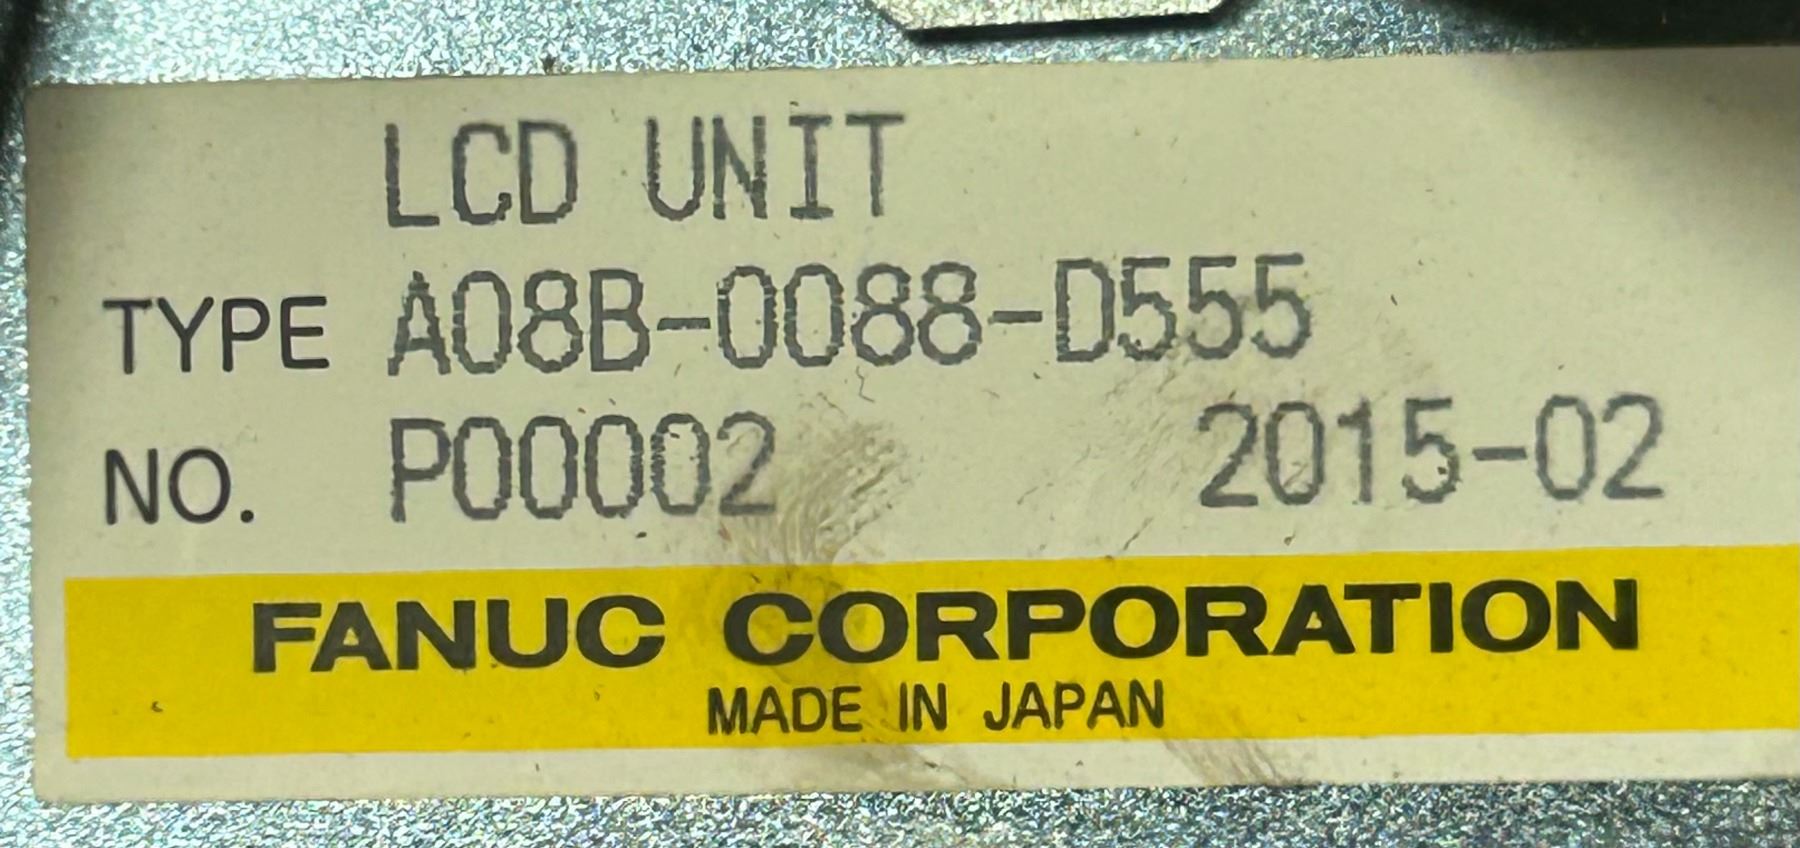 LCD UNIT
TYPE A08B-0088-D555
NO. P00002 2015-02
FANUC CORPORATION
MADE IN JAPAN